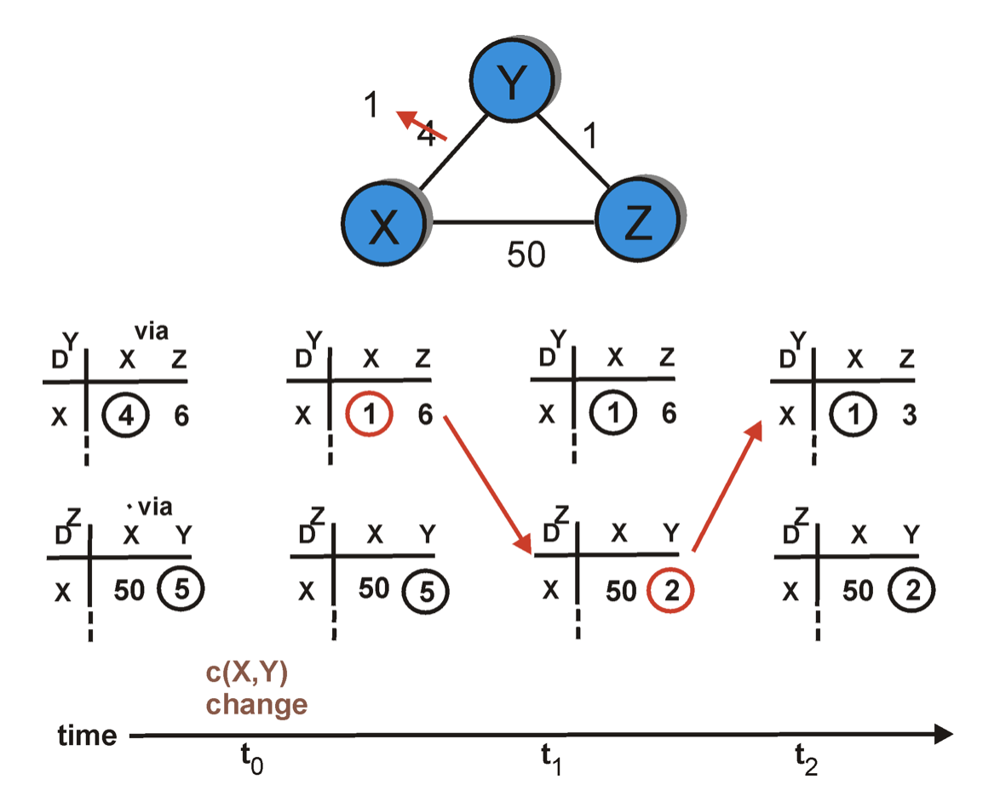 Y
1
4
1
X
Z
50
via
D^Y X Z
X 4 6
D^Y X Z
X 1 6
D^Y X Z
X 1 6
D^Y X Z
X 1 3
via
D^Z X Y
X 50 5
D^Z X Y
X 50 5
D^Z X Y
X 50 2
D^Z X Y
X 50 2
c(X,Y)
change
time
t0
t1
t2